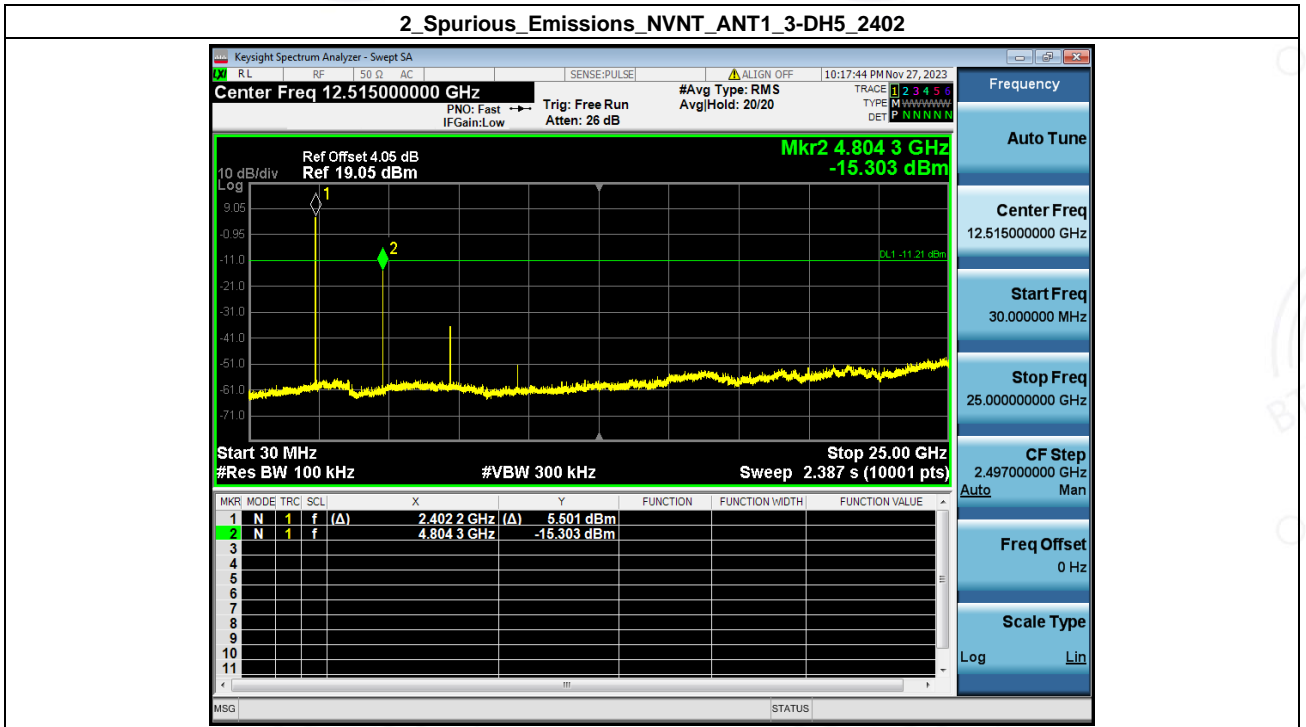 2_Spurious_Emissions_NVNT_ANT1_3-DH5_2402
Keysight Spectrum Analyzer - Swept SA
LXI RL RF 50 Ω AC SENSE:PULSE ALIGN OFF 10:17:44 PM Nov 27, 2023
Center Freq 12.515000000 GHz
PNO: Fast
IFGain:Low
Trig: Free Run
Atten: 26 dB
#Avg Type: RMS
Avg|Hold: 20/20
TRACE 1 2 3 4 5 6
TYPE M WWWWW
DET P N N N N N
Mkr2 4.804 3 GHz
-15.303 dBm
Ref Offset 4.05 dB
10 dB/div Ref 19.05 dBm
Log
1
9.05
-0.95
2
-11.0
DL1 -11.21 dBm
-21.0
-31.0
-41.0
-51.0
-61.0
-71.0
Start 30 MHz Stop 25.00 GHz
#Res BW 100 kHz #VBW 300 kHz Sweep 2.387 s (10001 pts)
MKR MODE TRC SCL X Y FUNCTION FUNCTION WIDTH FUNCTION VALUE
1 N 1 f (Δ) 2.402 2 GHz (Δ) 5.501 dBm
2 N 1 f 4.804 3 GHz -15.303 dBm
3
4
5
6
7
8
9
10
11
MSG STATUS
Frequency
Auto Tune
Center Freq
12.515000000 GHz
Start Freq
30.000000 MHz
Stop Freq
25.000000000 GHz
CF Step
2.497000000 GHz
Auto Man
Freq Offset
0 Hz
Scale Type
Log Lin